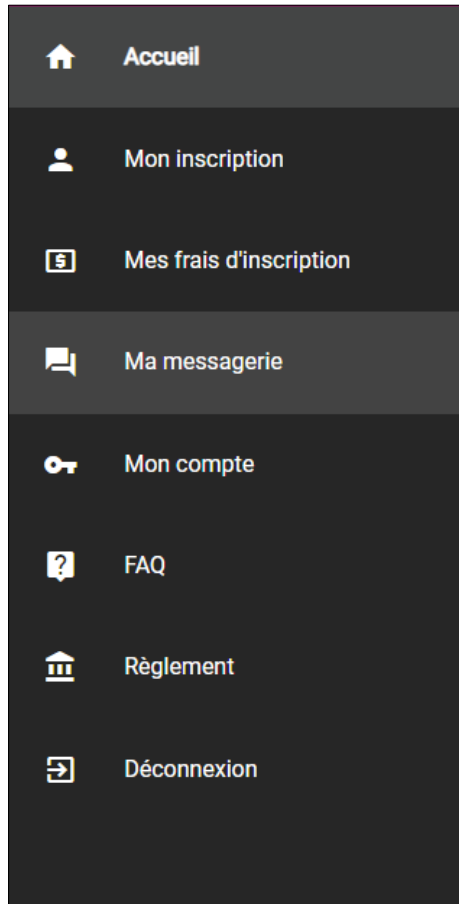 Accueil
Mon inscription
Mes frais d'inscription
Ma messagerie
Mon compte
FAQ
Règlement
Déconnexion